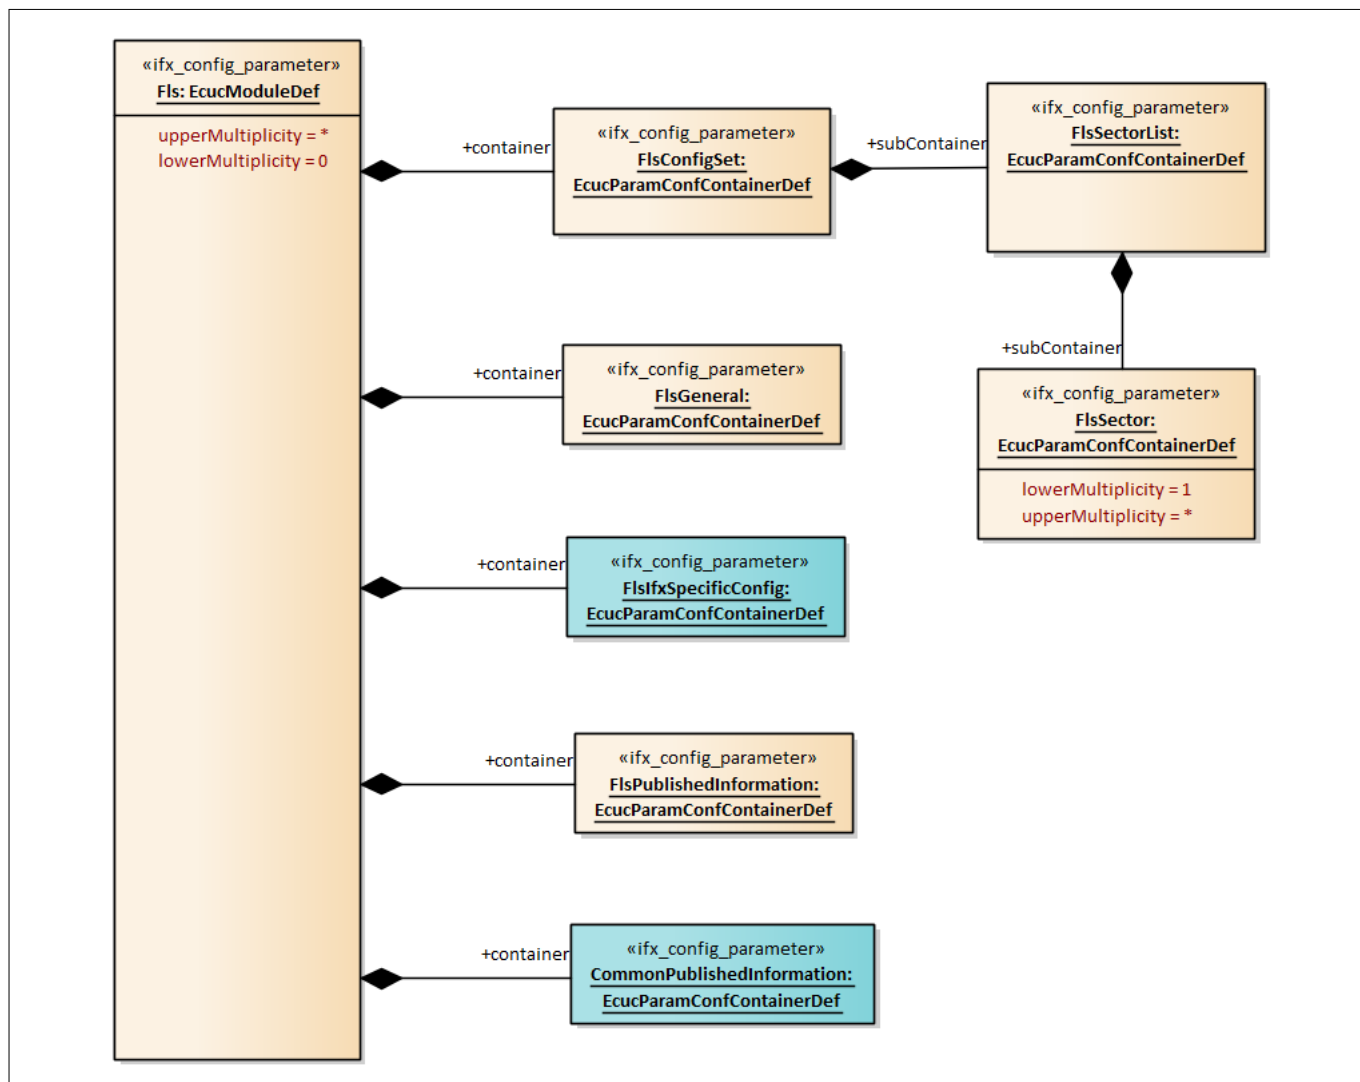 «ifx_config_parameter»
Fls: EcucModuleDef
upperMultiplicity = *
lowerMultiplicity = 0
+container
«ifx_config_parameter»
FlsConfigSet:
EcucParamConfContainerDef
+subContainer
«ifx_config_parameter»
FlsSectorList:
EcucParamConfContainerDef
+subContainer
«ifx_config_parameter»
FlsSector:
EcucParamConfContainerDef
lowerMultiplicity = 1
upperMultiplicity = *
+container
«ifx_config_parameter»
FlsGeneral:
EcucParamConfContainerDef
+container
«ifx_config_parameter»
FlsIfxSpecificConfig:
EcucParamConfContainerDef
+container
«ifx_config_parameter»
FlsPublishedInformation:
EcucParamConfContainerDef
+container
«ifx_config_parameter»
CommonPublishedInformation:
EcucParamConfContainerDef